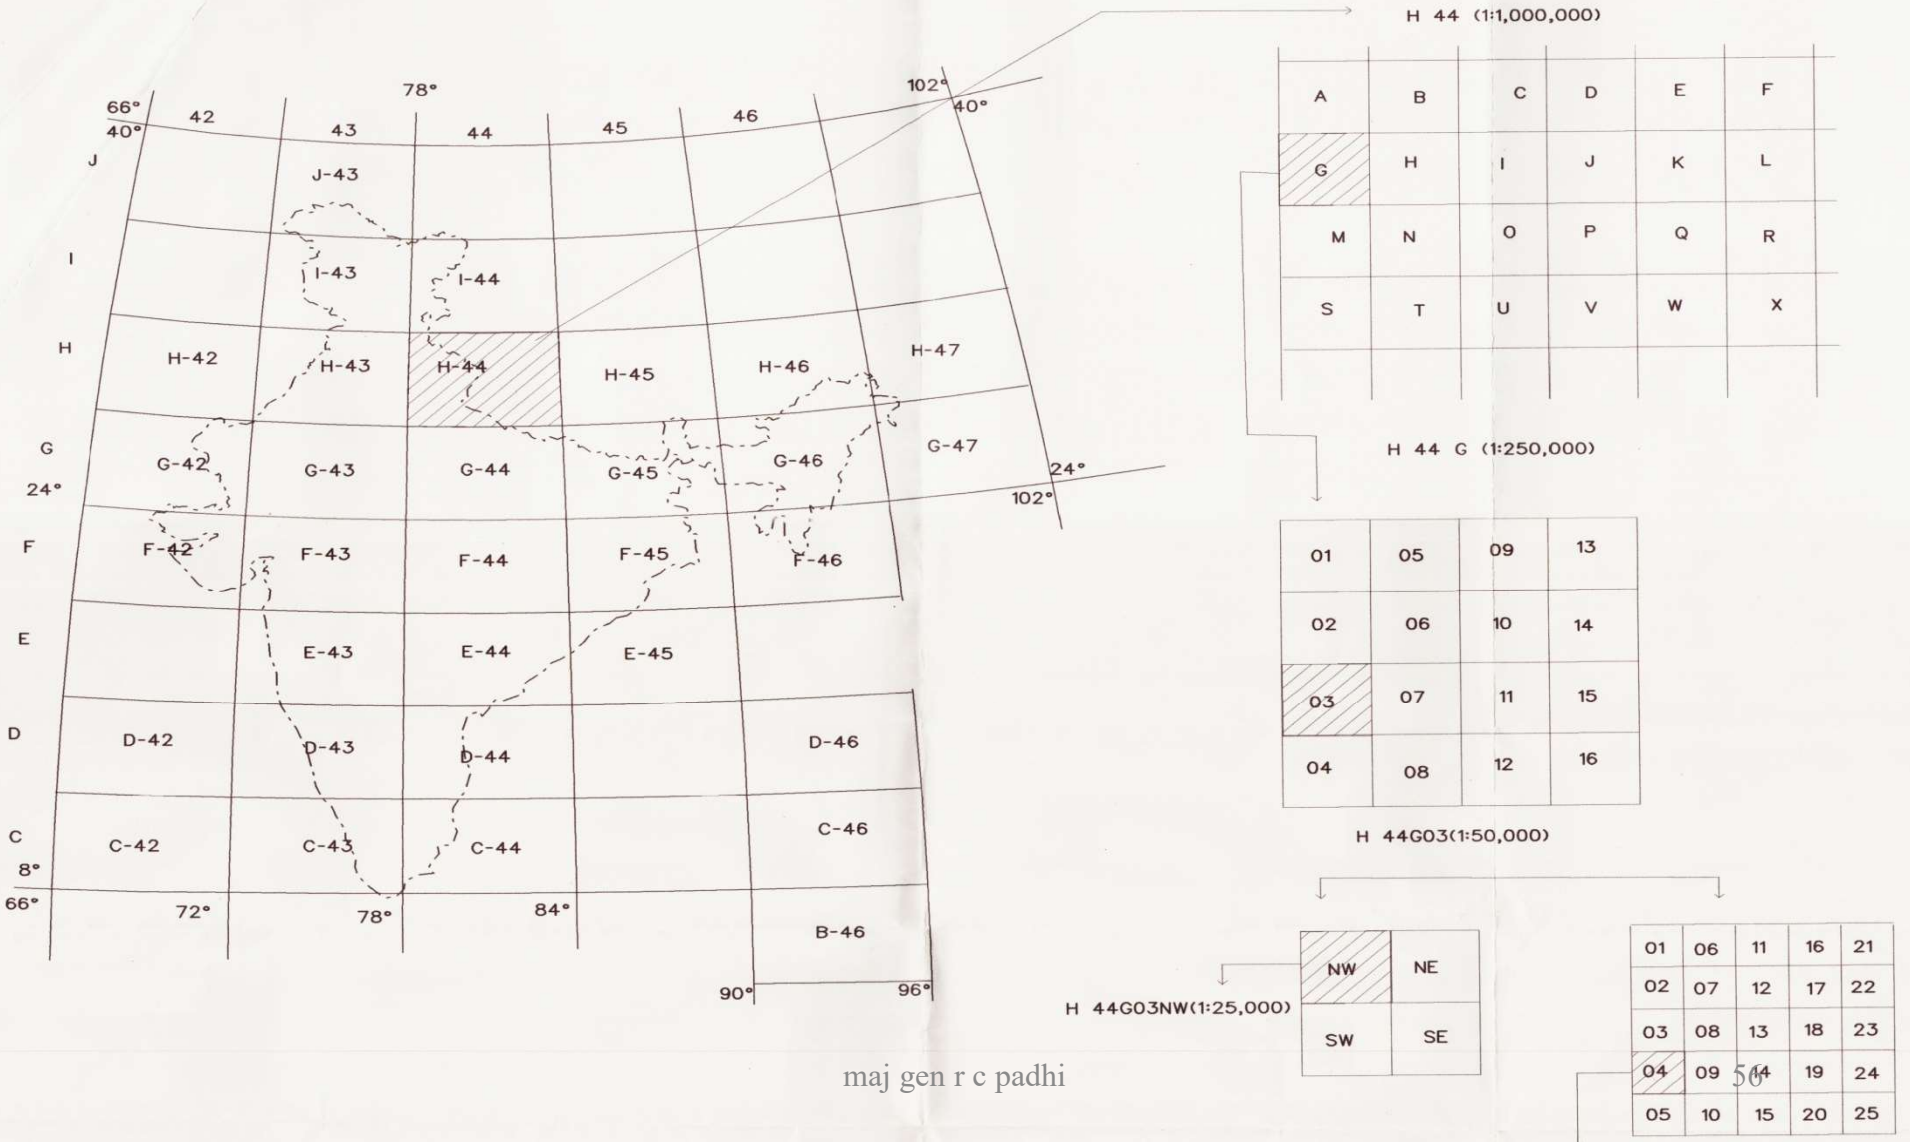 H 44 (1:1,000,000)
78°
102°
66°
40°
40°
42
43
44
45
46
J
J-43
I
I-43
I-44
H
H-42
H-43
H-44
H-45
H-46
H-47
G
G-42
G-43
G-44
G-45
G-46
G-47
24°
24°
102°
F
F-42
F-43
F-44
F-45
F-46
E
E-43
E-44
E-45
D
D-42
D-43
D-44
D-46
C
C-42
C-43
C-44
C-46
8°
66°
72°
78°
84°
B-46
90°
96°
A B C D E F
G H I J K L
M N O P Q R
S T U V W X
H 44 G (1:250,000)
01 05 09 13
02 06 10 14
03 07 11 15
04 08 12 16
H 44G03(1:50,000)
NW NE
SW SE
H 44G03NW(1:25,000)
01 06 11 16 21
02 07 12 17 22
03 08 13 18 23
04 09 14 19 24
05 10 15 20 25
maj gen r c padhi
56